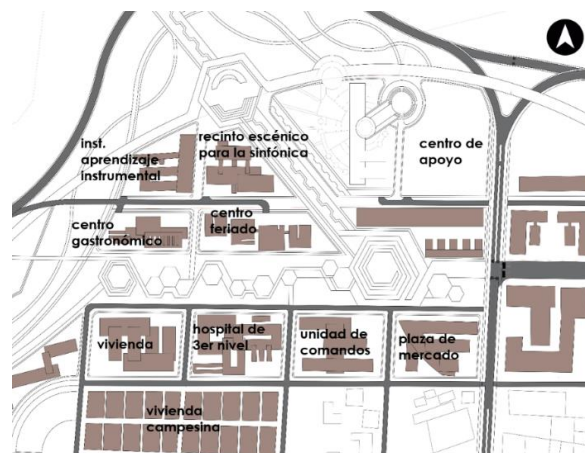 inst.
aprendizaje
instrumental
recinto escénico
para la sinfónica
centro de
apoyo
centro
gastronómico
centro
feriado
vivienda
hospital de
3er nivel
unidad de
comandos
plaza de
mercado
vivienda
campesina